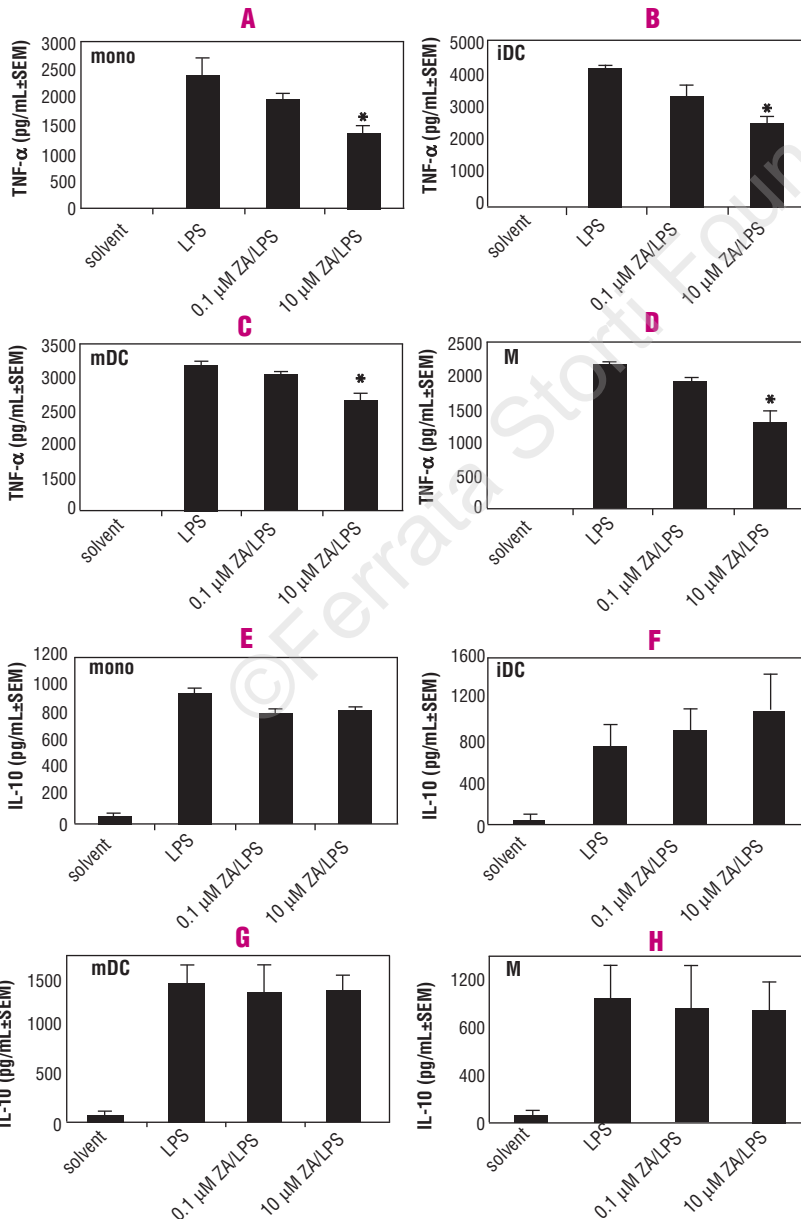 A
mono
TNF-α (pg/mL±SEM)
3000
2500
2000
1500
1000
500
0
solvent
LPS
0.1 µM ZA/LPS
10 µM ZA/LPS
*
B
iDC
TNF-α (pg/mL±SEM)
5000
4000
3000
2000
1000
0
solvent
LPS
0.1 µM ZA/LPS
10 µM ZA/LPS
*
C
mDC
TNF-α (pg/mL±SEM)
3500
3000
2500
2000
1500
0
solvent
LPS
0.1 µM ZA/LPS
10 µM ZA/LPS
*
D
M
TNF-α (pg/mL±SEM)
2500
2000
1500
1000
500
0
solvent
LPS
0.1 µM ZA/LPS
10 µM ZA/LPS
*
E
mono
IL-10 (pg/mL±SEM)
1200
1000
800
600
400
200
0
solvent
LPS
0.1 µM ZA/LPS
10 µM ZA/LPS
F
iDC
IL-10 (pg/mL±SEM)
1600
1200
800
400
0
solvent
LPS
0.1 µM ZA/LPS
10 µM ZA/LPS
G
mDC
IL-10 (pg/mL±SEM)
1500
1000
500
0
solvent
LPS
0.1 µM ZA/LPS
10 µM ZA/LPS
H
M
IL-10 (pg/mL±SEM)
1200
600
400
0
solvent
LPS
0.1 µM ZA/LPS
10 µM ZA/LPS
©Ferrata Storti Foun